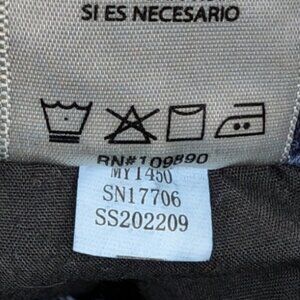 SI ES NECESARIO
RN#109890
MY1450
SN17706
SS202209